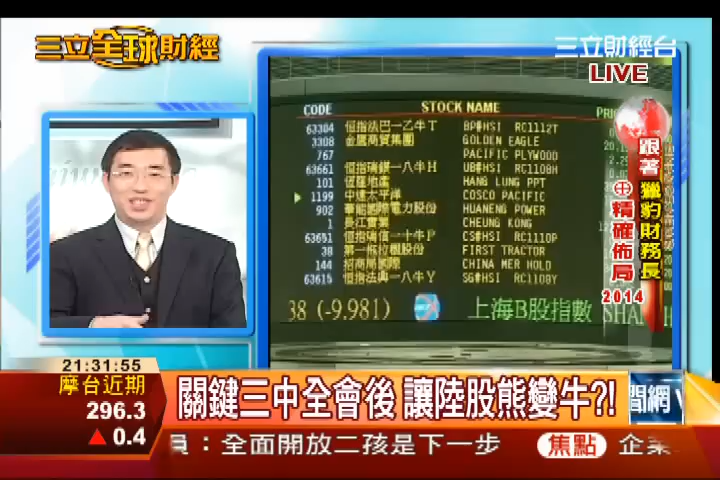 三立全球財經
三立財經台
LIVE
CODE STOCK NAME
63304 恒指法巴一乙牛T BP#HSI RC1112T
3308 金鷹商貿集團 GOLDEN EAGLE
767 PACIFIC PLYWOOD
63661 恒指瑞銀一八牛H UB#HSI RC1108H
101 恒隆地產 HANG LUNG PPT
1199 中遠太平洋 COSCO PACIFIC
902 華能國際電力股份 HUANENG POWER
1 長江實業 CHEUNG KONG
63651 恒指瑞信一十牛P CS#HSI RC1110P
38 第一拖拉機股份 FIRST TRACTOR
144 招商局國際 CHINA MER HOLD
63615 恒指法興一八牛Y SG#HSI RC1108Y
38 (-9.981) 上海B股指數
跟著獵豹財務長
精確佈局
2014
21:31:55
摩台近期
296.3
▲0.4
關鍵三中全會後 讓陸股熊變牛?!
聞網
員：全面開放二孩是下一步 焦點 企業